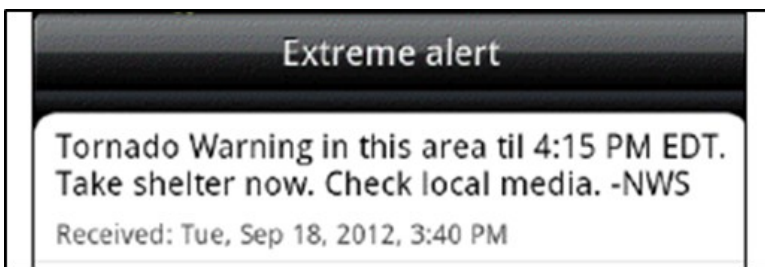 Extreme alert
Tornado Warning in this area til 4:15 PM EDT.
Take shelter now. Check local media. -NWS
Received: Tue, Sep 18, 2012, 3:40 PM